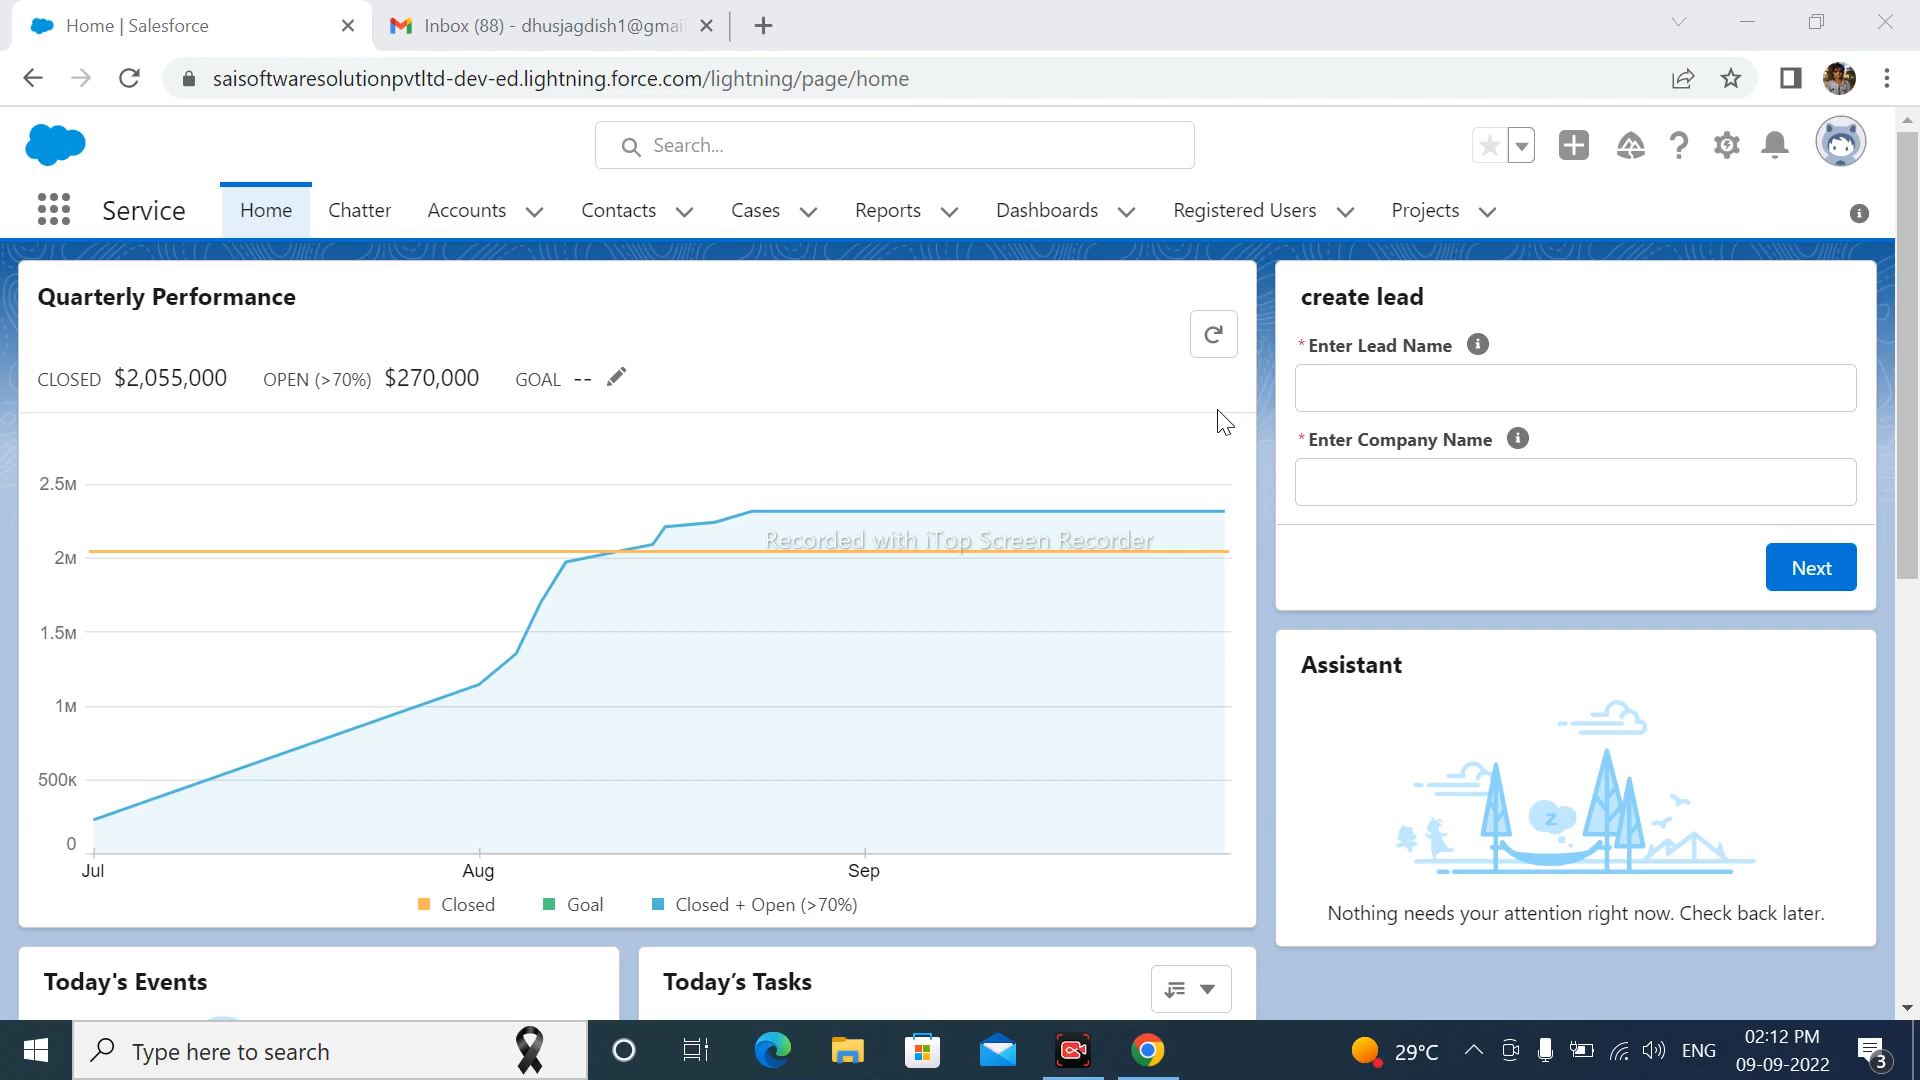 Home | Salesforce
Inbox (88) - dhusjagdish1@gmail
saisoftwaresolutionpvtltd-dev-ed.lightning.force.com/lightning/page/home
Search...
Service
Home
Chatter
Accounts
Contacts
Cases
Reports
Dashboards
Registered Users
Projects
Quarterly Performance
CLOSED $2,055,000 OPEN (>70%) $270,000 GOAL --
2.5M
2M
1.5M
1M
500K
0
Jul
Aug
Sep
Recorded with iTop Screen Recorder
Closed
Goal
Closed + Open (>70%)
create lead
*Enter Lead Name
*Enter Company Name
Next
Assistant
z
Nothing needs your attention right now. Check back later.
Today's Events
Today's Tasks
Type here to search
29°C
ENG
02:12 PM
09-09-2022
3